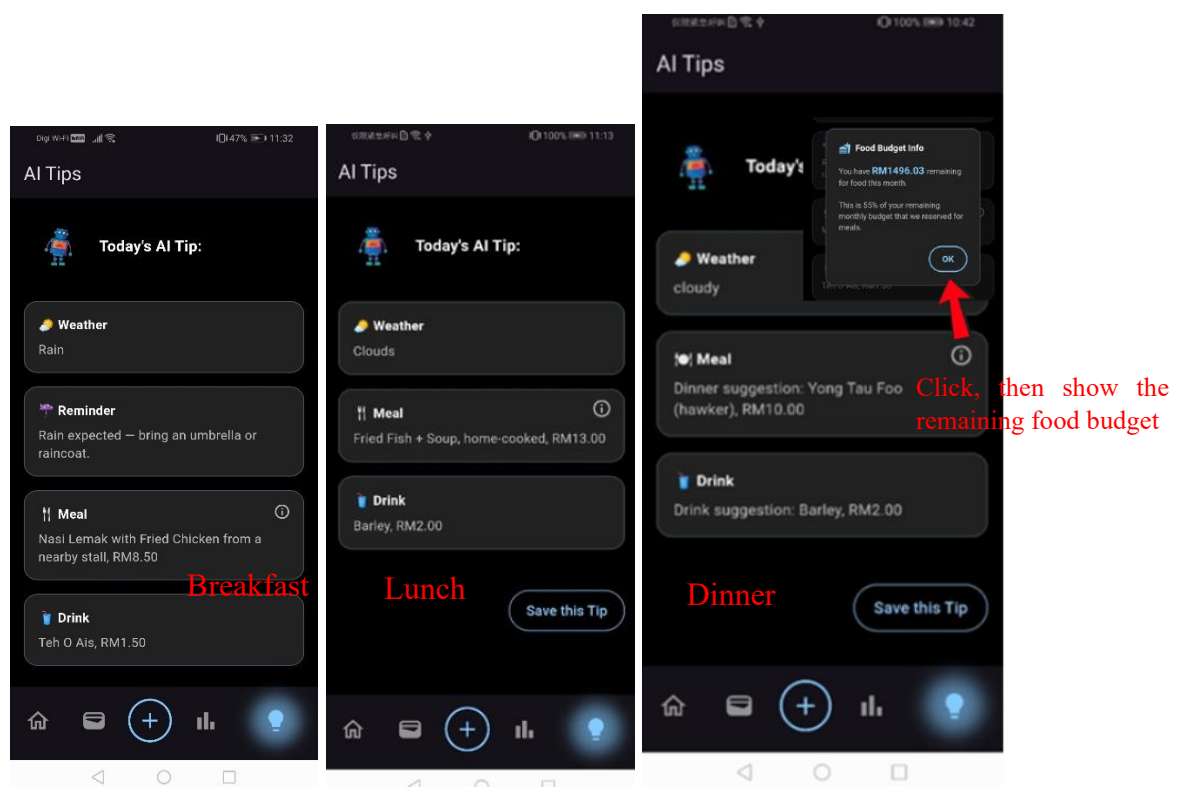 Digi Wi-Fi
47% 11:32
AI Tips
Today's AI Tip:
Weather
Rain
Reminder
Rain expected — bring an umbrella or
raincoat.
Meal
Nasi Lemak with Fried Chicken from a
nearby stall, RM8.50
Breakfast
Drink
Teh O Ais, RM1.50
100% 11:13
AI Tips
Today's AI Tip:
Weather
Clouds
Meal
Fried Fish + Soup, home-cooked, RM13.00
Drink
Barley, RM2.00
Lunch
Save this Tip
100% 10:42
AI Tips
Today's
Food Budget Info
You have RM1496.03 remaining
for food this month.
This is 55% of your remaining
monthly budget that we reserved for
meals.
OK
Weather
cloudy
Meal
Dinner suggestion: Yong Tau Foo
(hawker), RM10.00
Click, then show the
remaining food budget
Drink
Drink suggestion: Barley, RM2.00
Dinner
Save this Tip